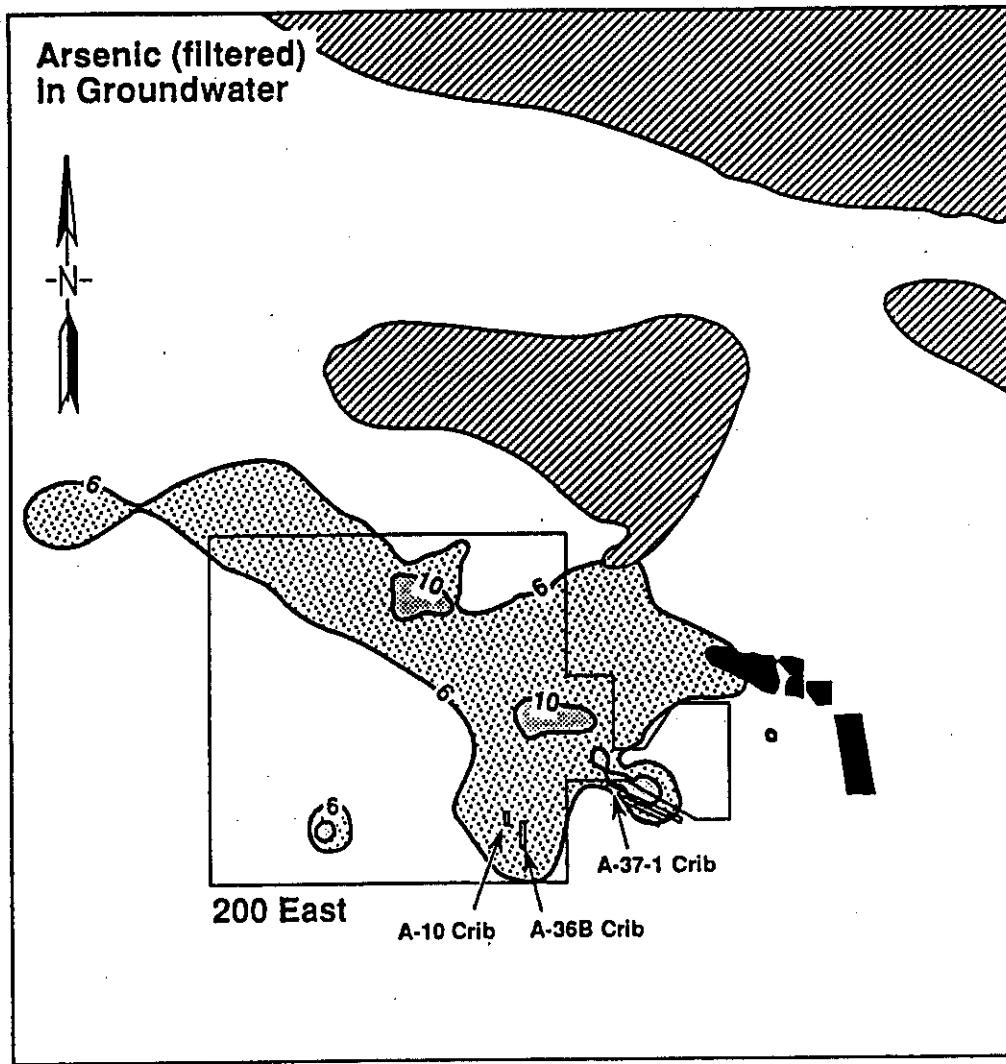 Arsenic (filtered)
in Groundwater
-N-
6
6
10
6
10
6
A-37-1 Crib
200 East
A-10 Crib
A-36B Crib